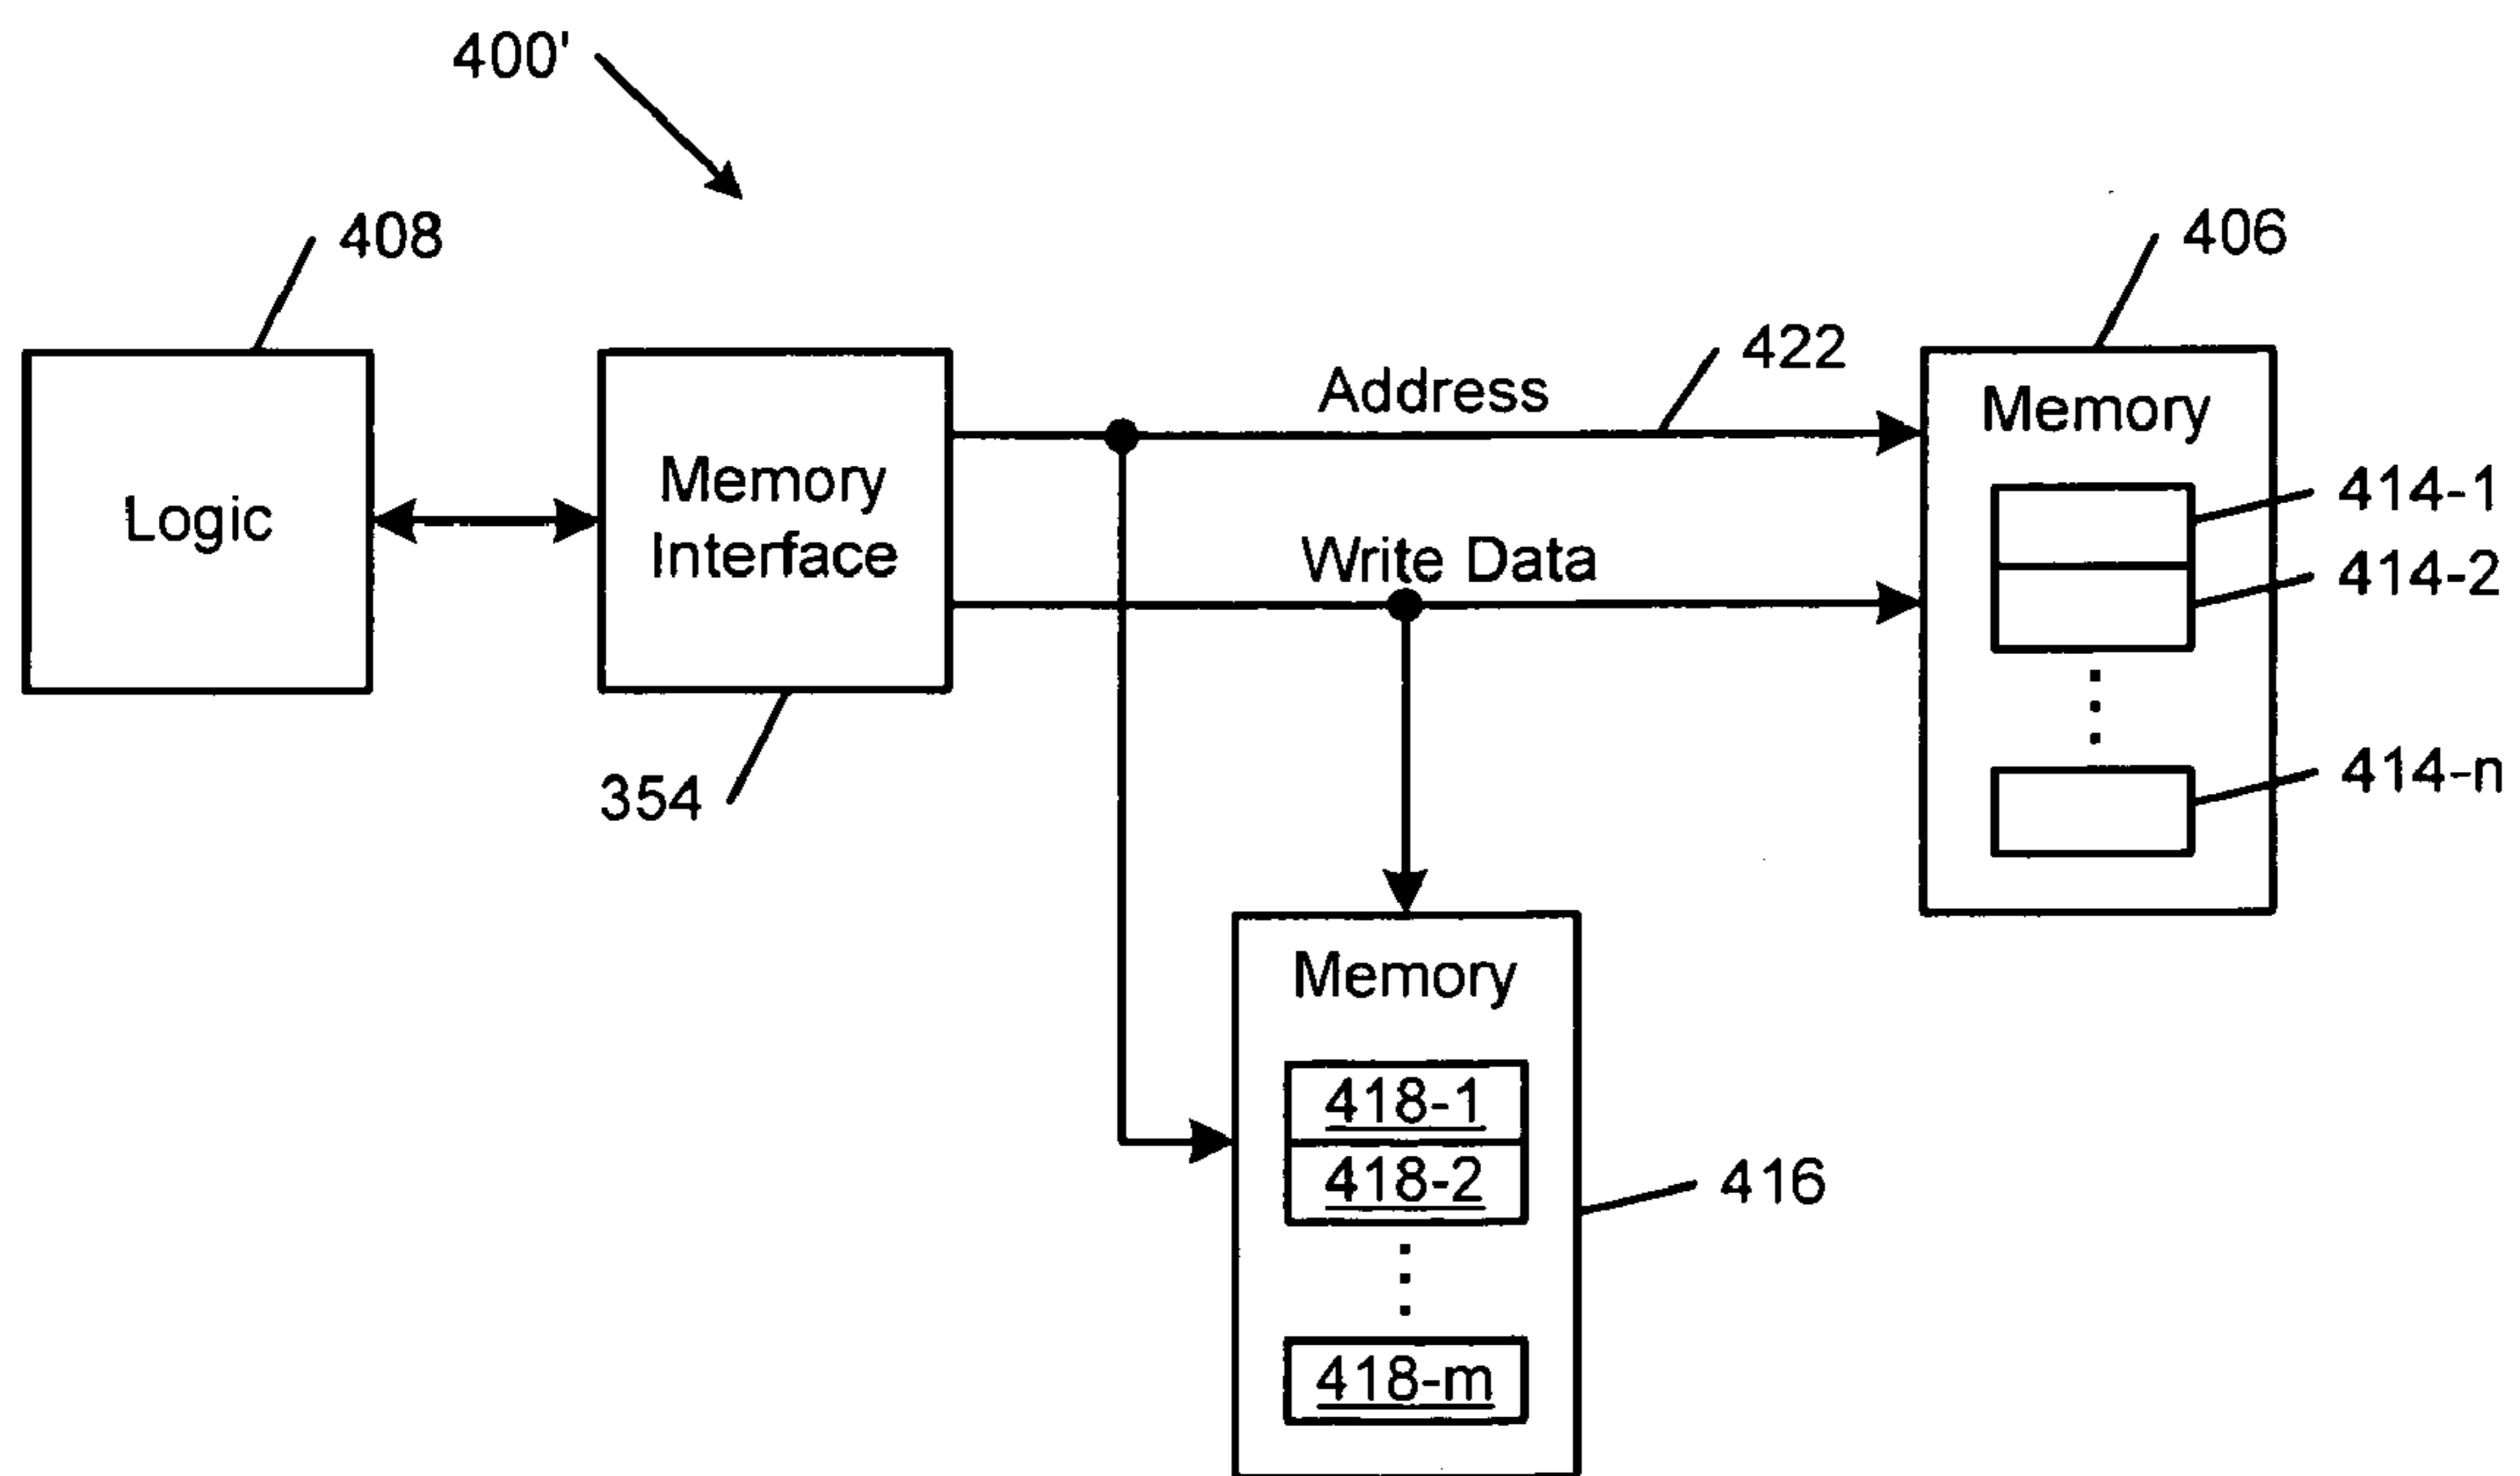 400'
408
406
422
Address
Memory
Logic
Memory
Interface
414-1
Write Data
414-2
354
414-n
Memory
418-1
418-2
416
418-m